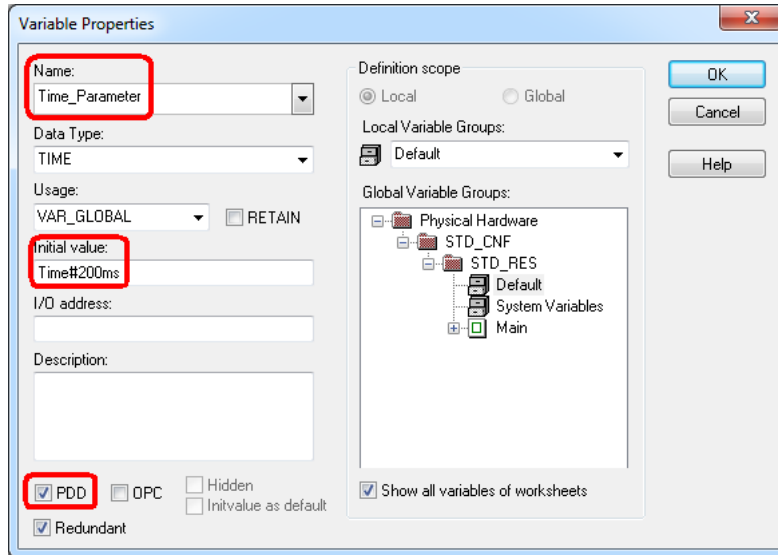 Variable Properties
Name:
Time_Parameter
Data Type:
TIME
Usage:
VAR_GLOBAL
RETAIN
Initial value:
Time#200ms
I/O address:
Description:
PDD
OPC
Hidden
Initvalue as default
Redundant
Definition scope
Local
Global
Local Variable Groups:
Default
Global Variable Groups:
Physical Hardware
STD_CNF
STD_RES
Default
System Variables
Main
Show all variables of worksheets
OK
Cancel
Help